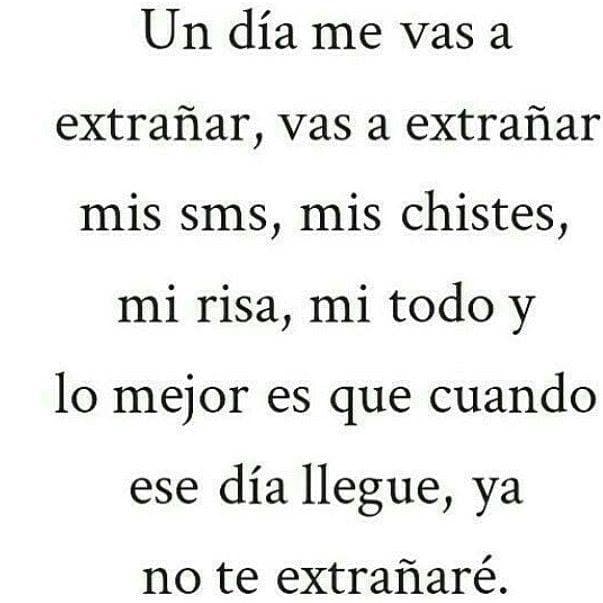 Un día me vas a
extrañar, vas a extrañar
mis sms, mis chistes,
mi risa, mi todo y
lo mejor es que cuando
ese día llegue, ya
no te extrañaré.